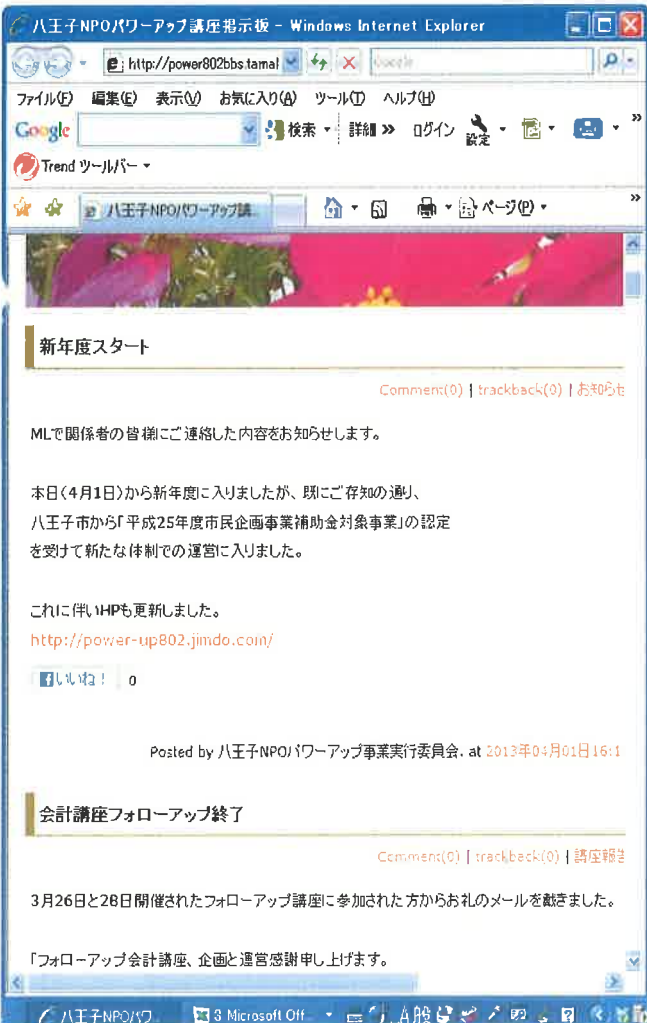 八王子NPOパワーアップ講座掲示板 - Windows Internet Explorer
http://power802bbs.tamal
Google
ファイル(F) 編集(E) 表示(V) お気に入り(A) ツール(T) ヘルプ(H)
Google 検索 詳細 ログイン 設定
Trend ツールバー
八王子NPOパワーアップ講... ページ(P)
新年度スタート
Comment(0) | trackback(0) | お知らせ
MLで関係者の皆様にご連絡した内容をお知らせします。
本日(4月1日)から新年度に入りましたが、既にご存知の通り、
八王子市から「平成25年度市民企画事業補助金対象事業」の認定
を受けて新たな体制での運営に入りました。
これに伴いHPも更新しました。
http://power-up802.jimdo.com/
いいね! 0
Posted by 八王子NPOパワーアップ事業実行委員会. at 2013年04月01日16:1
会計講座フォローアップ終了
Comment(0) | trackback(0) | 講座報告
3月26日と28日開催されたフォローアップ講座に参加された方からお礼のメールを戴きました。
「フォローアップ会計講座、企画と運営感謝申し上げます。
八王子NPOパワ... 3 Microsoft Off... A般